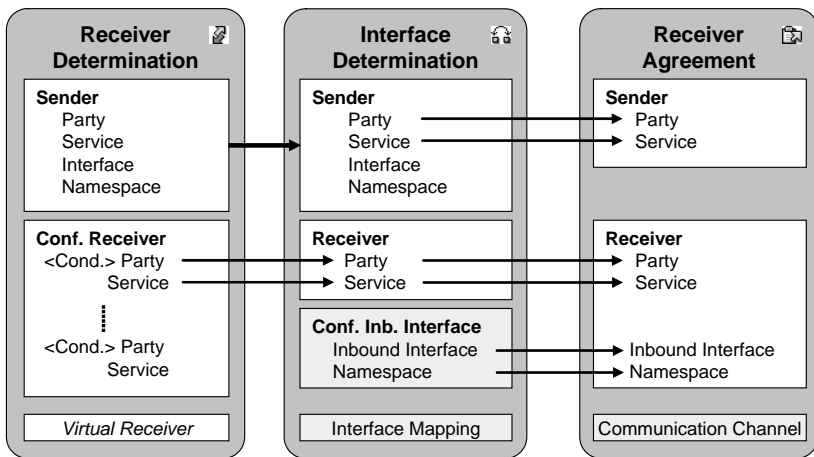 Receiver
Determination
Sender
Party
Service
Interface
Namespace
Conf. Receiver
<Cond.> Party
Service
<Cond.> Party
Service
Virtual Receiver
Interface
Determination
Sender
Party
Service
Interface
Namespace
Receiver
Party
Service
Conf. Inb. Interface
Inbound Interface
Namespace
Interface Mapping
Receiver
Agreement
Sender
Party
Service
Receiver
Party
Service
Inbound Interface
Namespace
Communication Channel